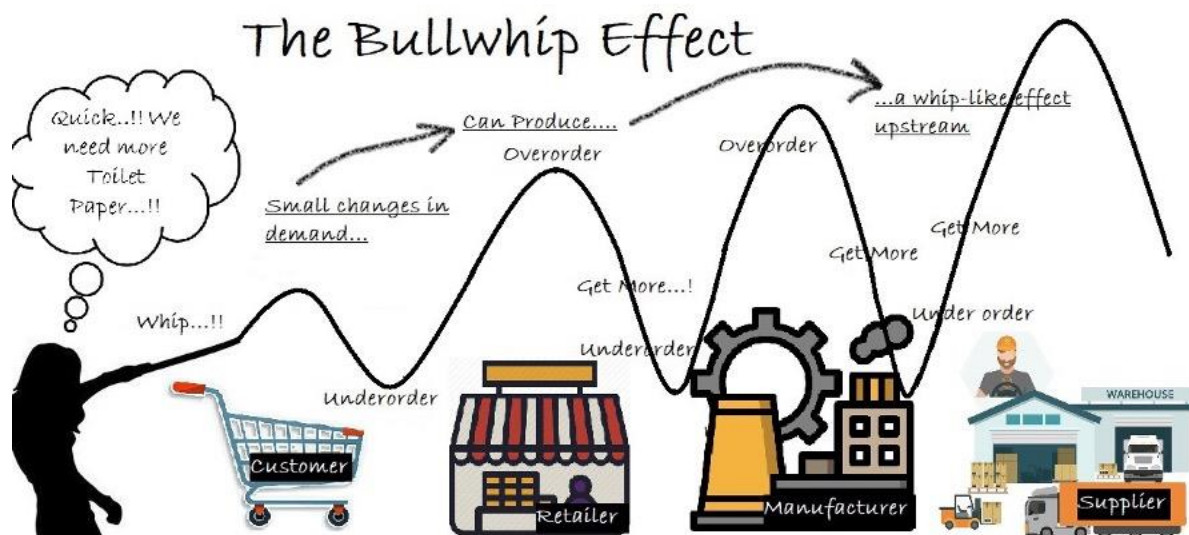 The Bullwhip Effect
Quick..!! We
need more
Toilet
Paper...!!
Small changes in
demand...
Can Produce....
...a whip-like effect
upstream
Whip...!!
Underorder
Overorder
Get More...!
Underorder
Overorder
Get More
Under order
Get More
Customer
Retailer
Manufacturer
WAREHOUSE
Supplier